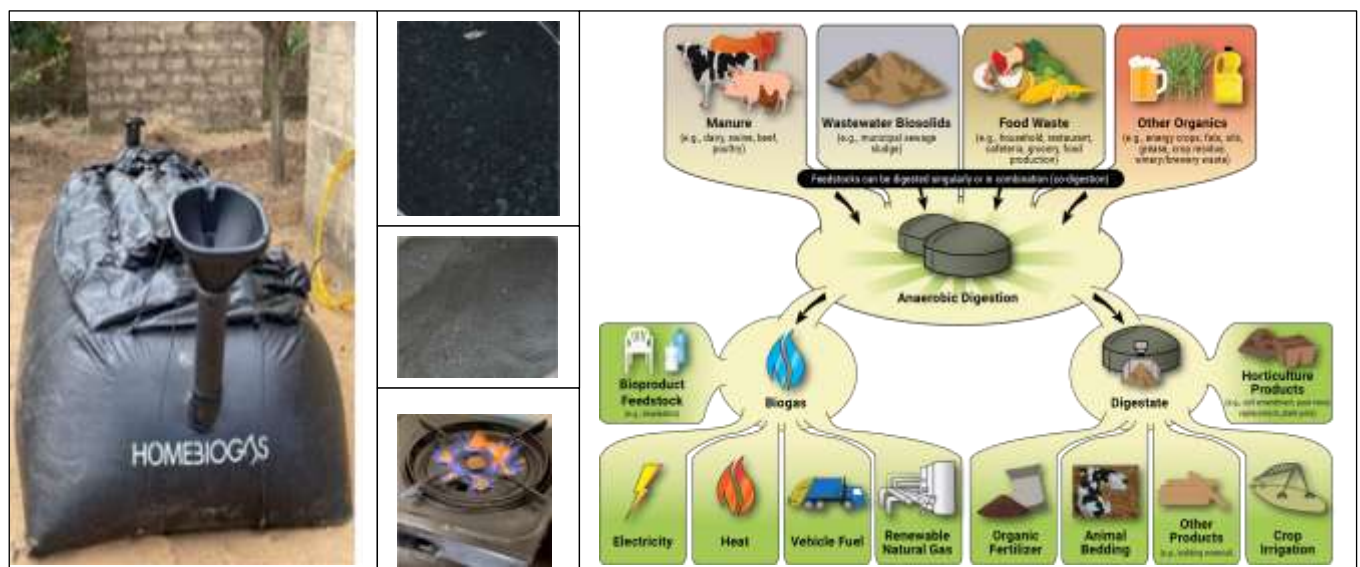 HOMEBIOGAS
Manure
(e.g., dairy, swine, beef,
poultry)
Wastewater Biosolids
(e.g., municipal sewage
sludge)
Food Waste
(e.g., household, restaurant,
cafeteria, grocery, food
production)
Other Organics
(e.g., energy crops, fats, oils,
grease, crop residue,
winery/brewery waste)
Feedstocks can be digested singularly or in combination (co-digestion)
Anaerobic Digestion
Bioproduct
Feedstock
Biogas
Digestate
Horticulture
Products
Electricity
Heat
Vehicle Fuel
Renewable
Natural Gas
Organic
Fertilizer
Animal
Bedding
Other
Products
Crop
Irrigation